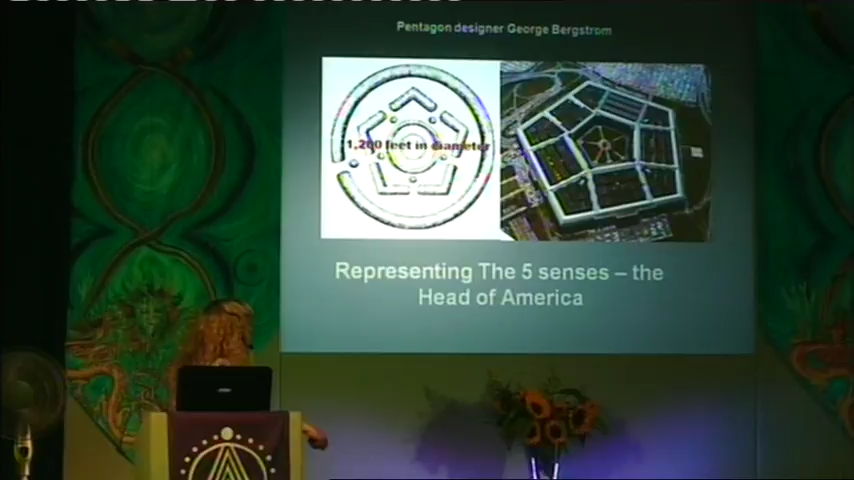 Pentagon designer George Bergstrom
1,200 feet in diameter
Representing The 5 senses – the
Head of America